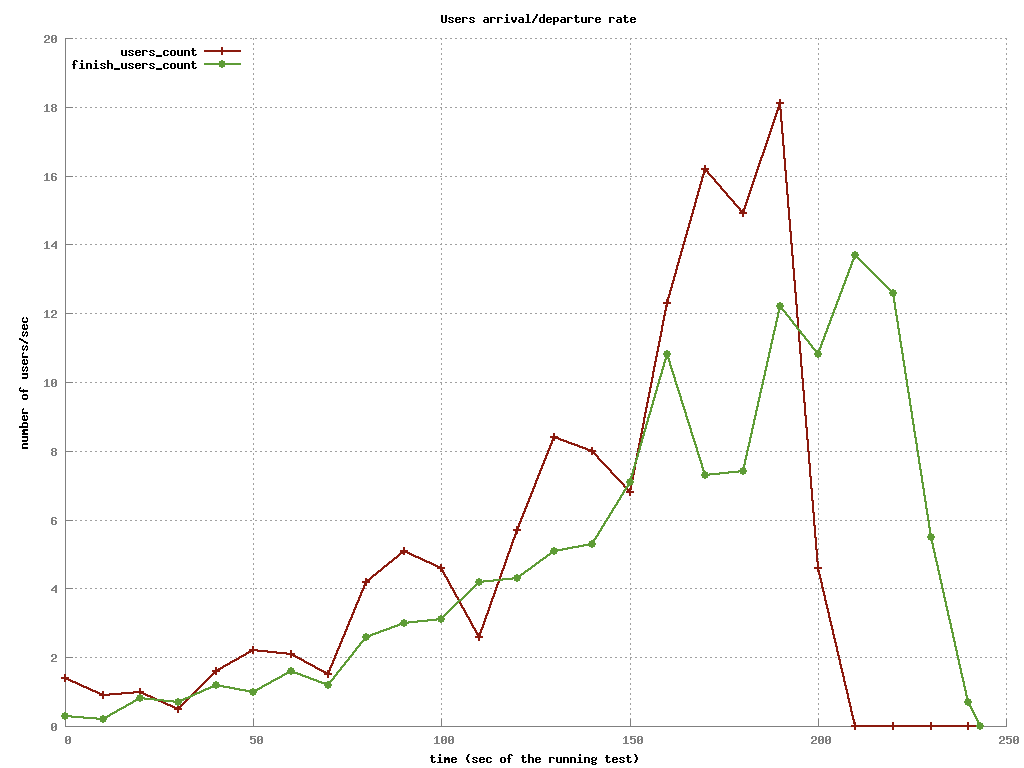 Users arrival/departure rate
users_count
finish_users_count
20
18
16
14
12
10
8
6
4
2
0
number of users/sec
0 50 100 150 200 250
time (sec of the running test)